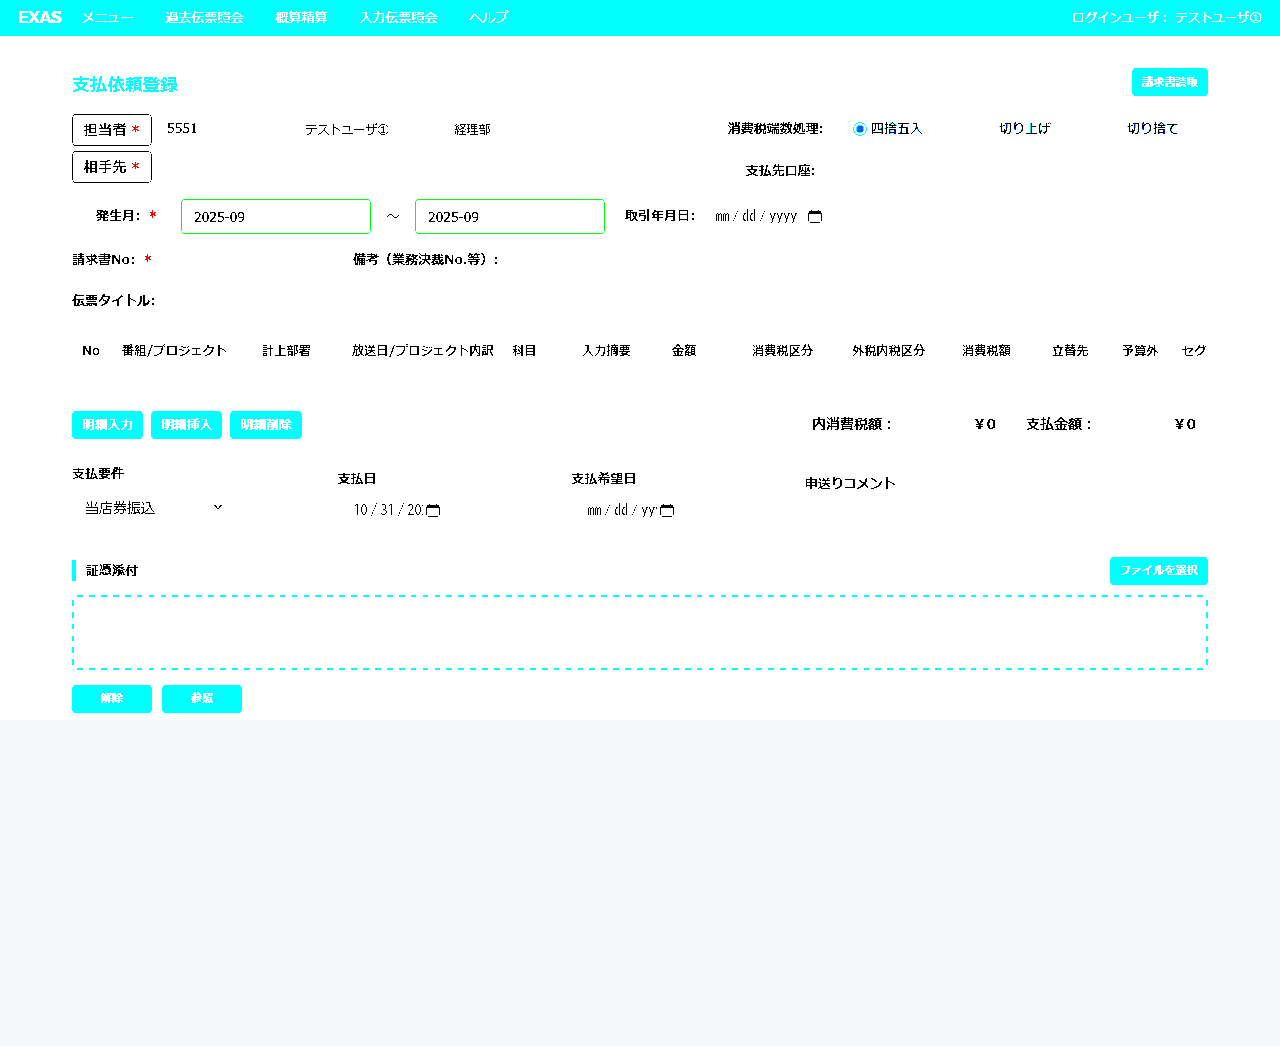 EXAS メニュー 過去伝票照会 概算積算 入力伝票照会 ヘルプ ログインユーザ： テストユーザ①
支払依頼登録 請求書読取
担当者 * 5551 テストユーザ① 経理部 消費税端数処理: 四捨五入 切り上げ 切り捨て
相手先 * 支払先口座:
発生月: * 2025-09 ～ 2025-09 取引年月日: mm / dd / yyyy
請求書No: * 備考（業務決裁No.等）:
伝票タイトル:
No 番組/プロジェクト 計上部署 放送日/プロジェクト内訳 科目 入力摘要 金額 消費税区分 外税内税区分 消費税額 立替先 予算外 セグ
明細入力 明細挿入 明細削除 内消費税額： ¥0 支払金額： ¥0
支払要件 支払日 支払希望日 申送りコメント
当店券振込 10 / 31 / 202 mm / dd / yy
証憑添付 ファイルを選択
解除 静底